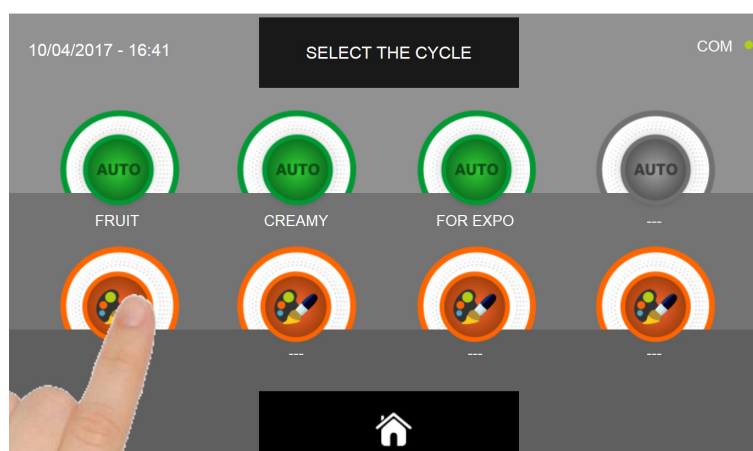 10/04/2017 - 16:41
SELECT THE CYCLE
COM
AUTO
AUTO
AUTO
AUTO
FRUIT
CREAMY
FOR EXPO
---
---
---
---